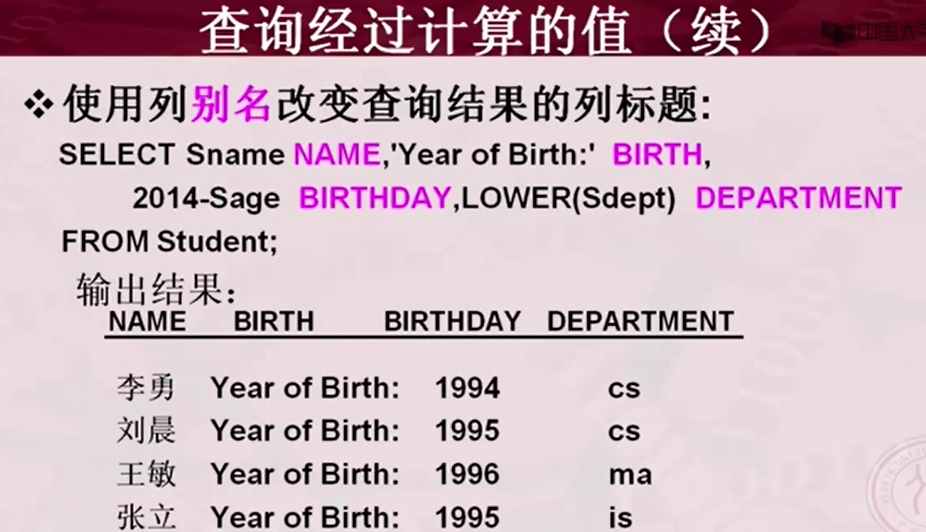 查询经过计算的值（续）
中国大学
❖使用列别名改变查询结果的列标题:
SELECT Sname NAME,'Year of Birth:' BIRTH,
2014-Sage BIRTHDAY,LOWER(Sdept) DEPARTMENT
FROM Student;
输出结果：
NAME BIRTH BIRTHDAY DEPARTMENT
李勇 Year of Birth: 1994 cs
刘晨 Year of Birth: 1995 cs
王敏 Year of Birth: 1996 ma
张立 Year of Birth: 1995 is